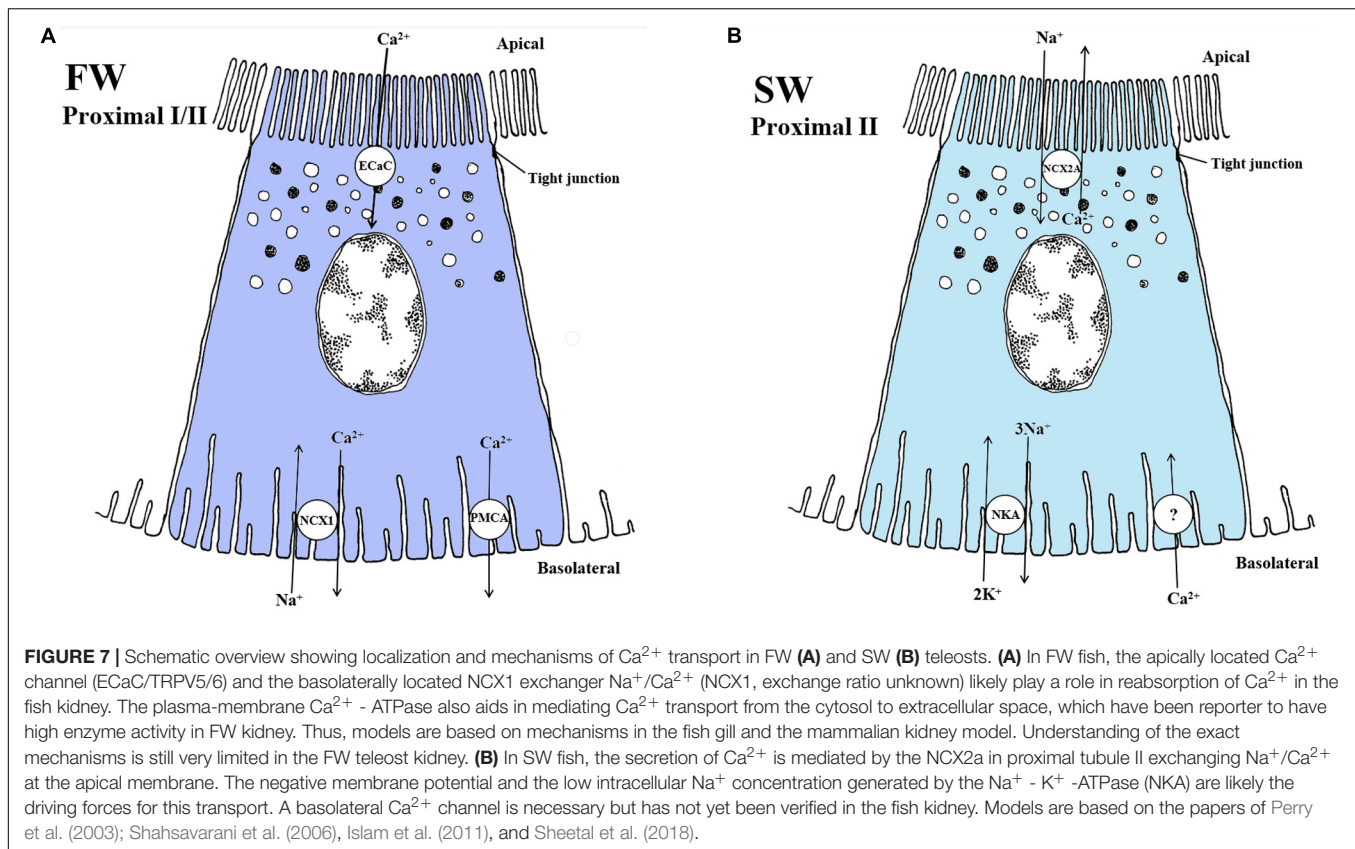 A
FW
Proximal I/II
Ca²⁺
Apical
ECaC
Tight junction
Ca²⁺
Ca²⁺
NCX1
PMCA
Basolateral
Na⁺
B
SW
Proximal II
Na⁺
Apical
NCX2A
Tight junction
Ca²⁺
3Na⁺
NKA
?
Basolateral
2K⁺
Ca²⁺
FIGURE 7 | Schematic overview showing localization and mechanisms of Ca²⁺ transport in FW (A) and SW (B) teleosts. (A) In FW fish, the apically located Ca²⁺
channel (ECaC/TRPV5/6) and the basolaterally located NCX1 exchanger Na⁺/Ca²⁺ (NCX1, exchange ratio unknown) likely play a role in reabsorption of Ca²⁺ in the
fish kidney. The plasma-membrane Ca²⁺ - ATPase also aids in mediating Ca²⁺ transport from the cytosol to extracellular space, which have been reporter to have
high enzyme activity in FW kidney. Thus, models are based on mechanisms in the fish gill and the mammalian kidney model. Understanding of the exact
mechanisms is still very limited in the FW teleost kidney. (B) In SW fish, the secretion of Ca²⁺ is mediated by the NCX2a in proximal tubule II exchanging Na⁺/Ca²⁺
at the apical membrane. The negative membrane potential and the low intracellular Na⁺ concentration generated by the Na⁺ - K⁺ -ATPase (NKA) are likely the
driving forces for this transport. A basolateral Ca²⁺ channel is necessary but has not yet been verified in the fish kidney. Models are based on the papers of Perry
et al. (2003); Shahsavarani et al. (2006), Islam et al. (2011), and Sheetal et al. (2018).